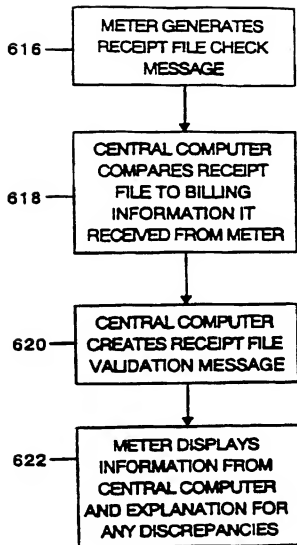 METER GENERATES
RECEIPT FILE CHECK
MESSAGE
616
CENTRAL COMPUTER
COMPARES RECEIPT
FILE TO BILLING
INFORMATION IT
RECEIVED FROM METER
618
CENTRAL COMPUTER
CREATES RECEIPT FILE
VALIDATION MESSAGE
620
METER DISPLAYS
INFORMATION FROM
CENTRAL COMPUTER
AND EXPLANATION FOR
ANY DISCREPANCIES
622